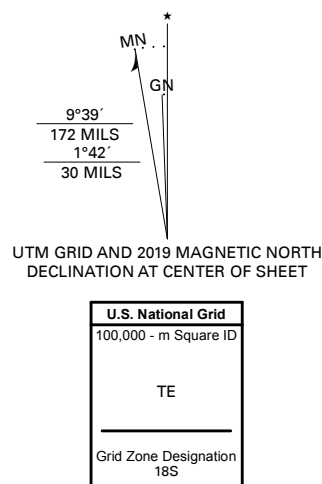 ★
MN
GN
9°39´
172 MILS
1°42´
30 MILS
UTM GRID AND 2019 MAGNETIC NORTH
DECLINATION AT CENTER OF SHEET
U.S. National Grid
100,000 - m Square ID
TE
Grid Zone Designation
18S